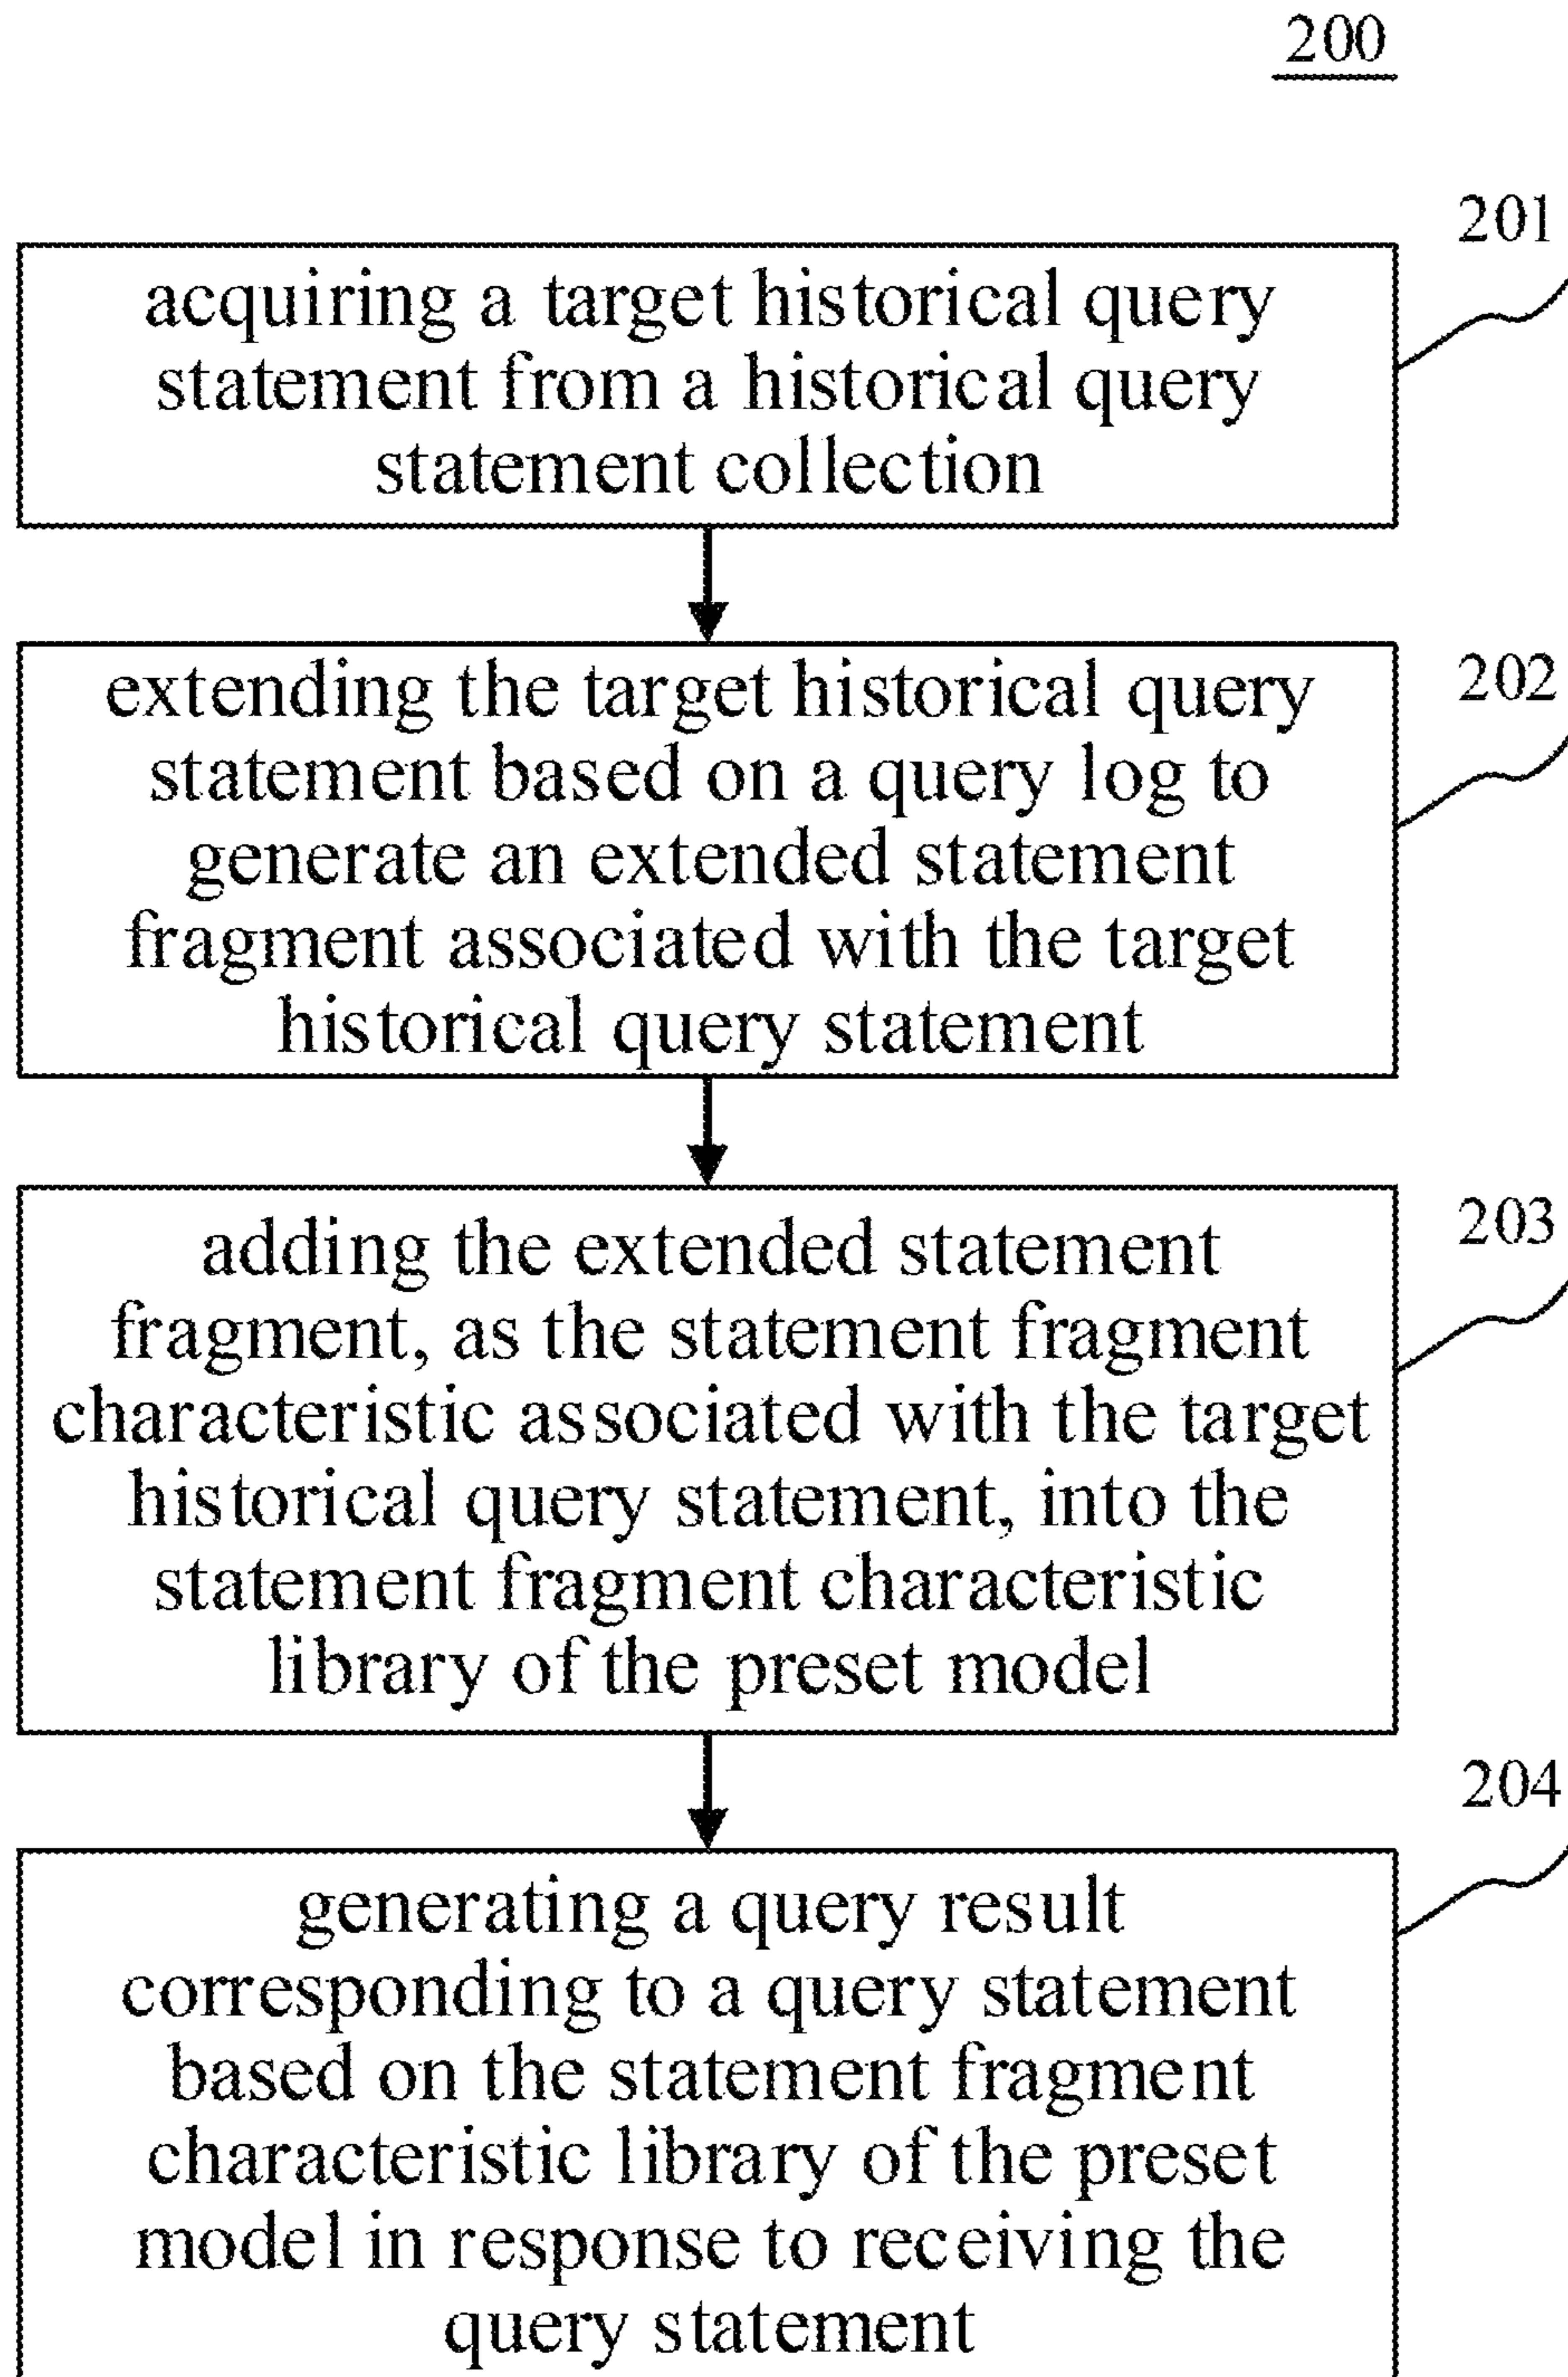 200
201
acquiring a target historical query
statement from a historical query
statement collection
202
extending the target historical query
statement based on a query log to
generate an extended statement
fragment associated with the target
historical query statement
203
adding the extended statement
fragment, as the statement fragment
characteristic associated with the target
historical query statement, into the
statement fragment characteristic
library of the preset model
204
generating a query result
corresponding to a query statement
based on the statement fragment
characteristic library of the preset
model in response to receiving the
query statement